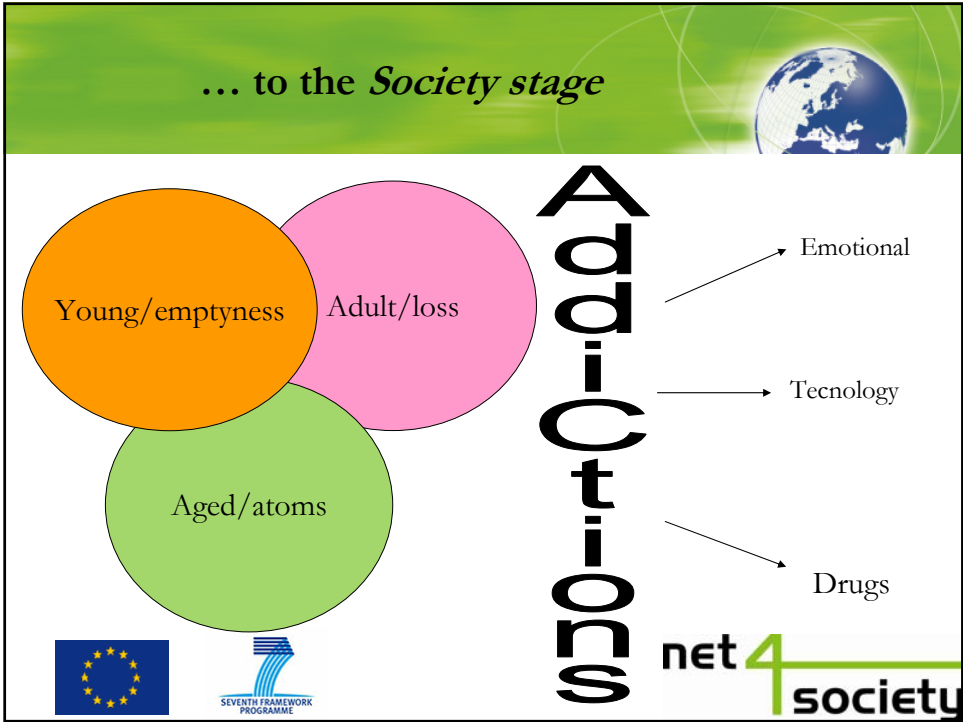 … to the Society stage
Young/emptyness
Adult/loss
Aged/atoms
AddiCtions
Emotional
Tecnology
Drugs
SEVENTH FRAMEWORK
PROGRAMME
net 4
society